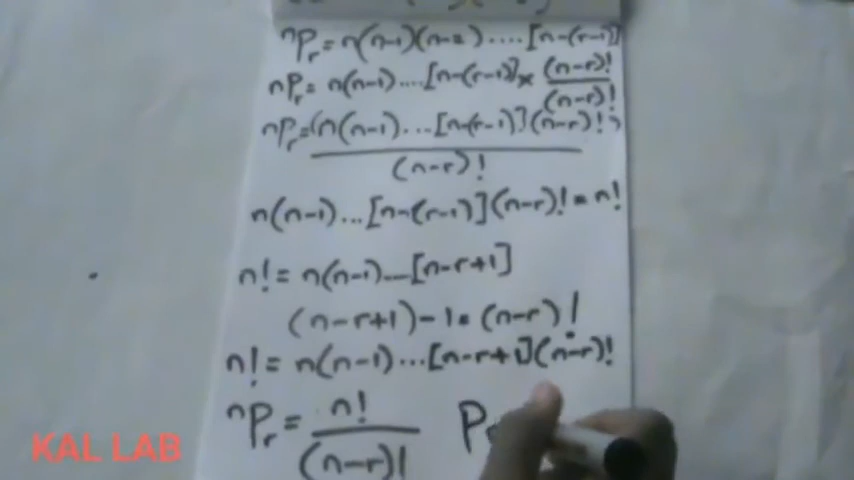 nPr = n(n-1)(n-2)....[n-(r-1)]
nPr = n(n-1)....[n-(r-1)] × (n-r)!/(n-r)!
nPr = (n(n-1)...[n-(r-1)](n-r)!)/(n-r)!
n(n-1)...[n-(r-1)](n-r)! = n!
n! = n(n-1)....[n-r+1]
(n-r+1)-1 = (n-r)!
n! = n(n-1)...[n-r+1](n-r)!
nPr = n!/(n-r)! P
KAL LAB